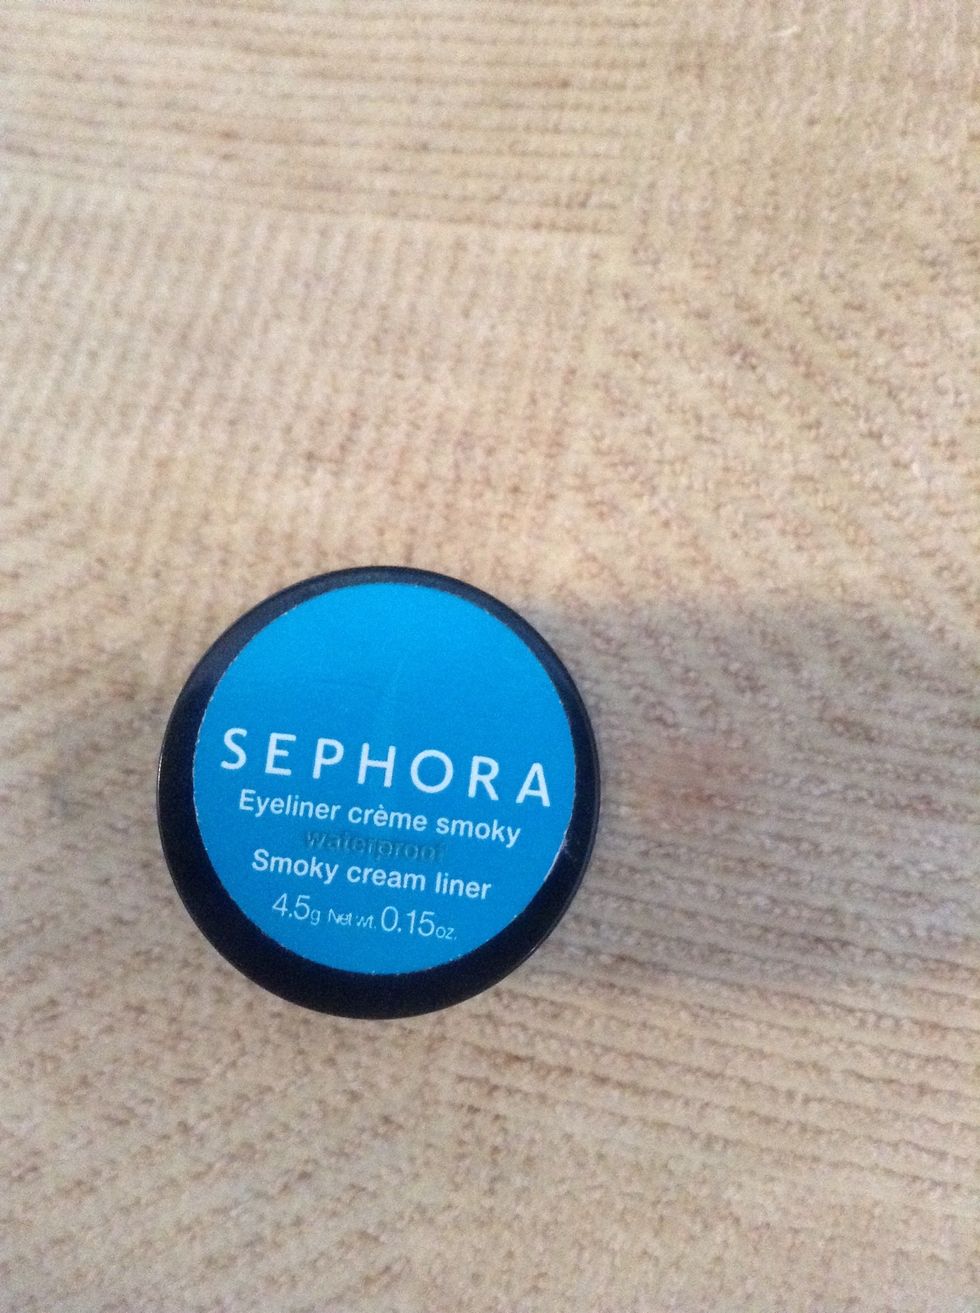 SEPHORA
Eyeliner crème smoky
waterproof
Smoky cream liner
4.5g Net wt. 0.15oz.